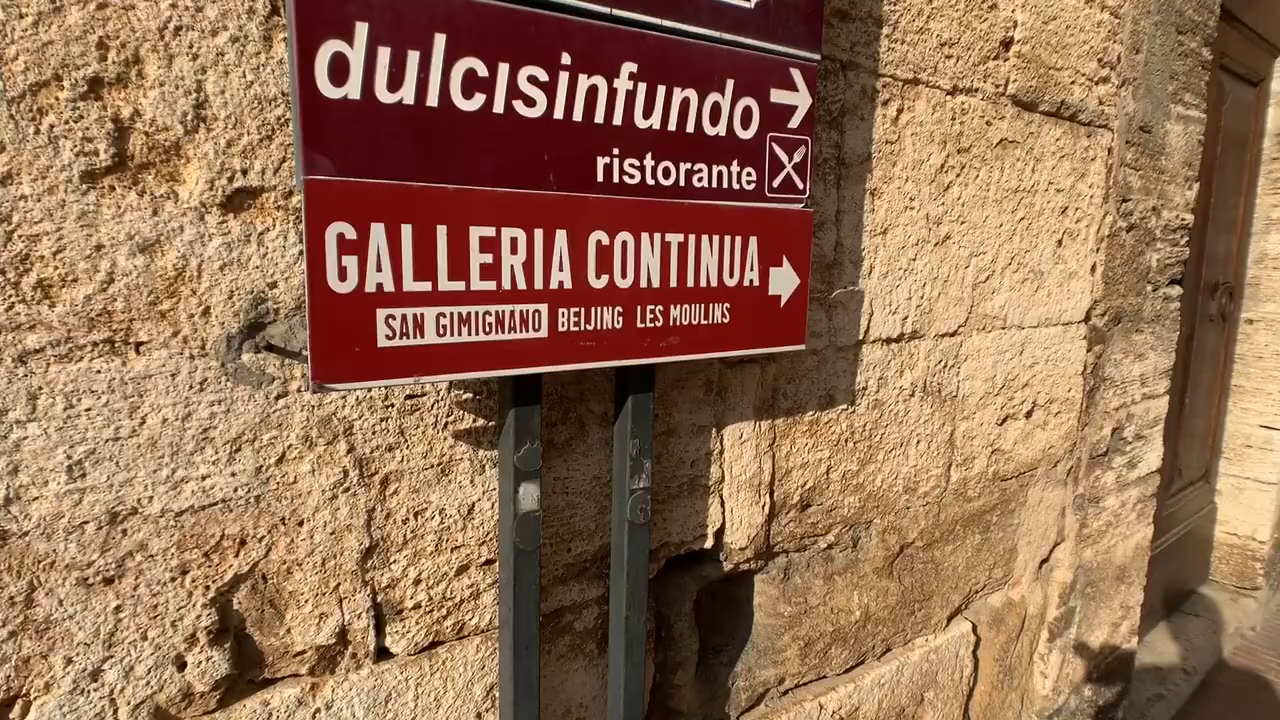 dulcisinfundo
ristorante
GALLERIA CONTINUA
SAN GIMIGNANO BEIJING LES MOULINS